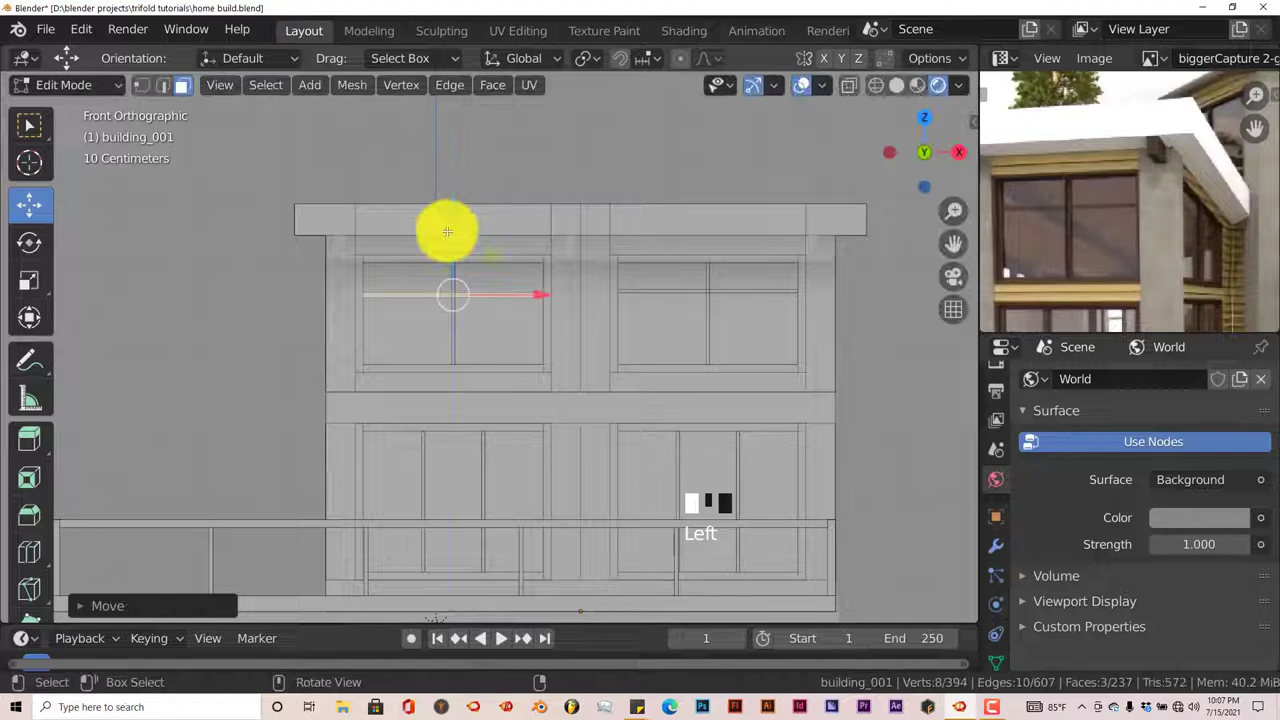 Blender* [D:\blender projects\trifold tutorials\home build.blend]
File Edit Render Window Help Layout Modeling Sculpting UV Editing Texture Paint Shading Animation Renderi Scene View Layer
Orientation: Default Drag: Select Box Global X Y Z Options View Image biggerCapture 2-g
Edit Mode View Select Add Mesh Vertex Edge Face UV
Front Orthographic
(1) building_001
10 Centimeters
Z
Y
X
Scene World
World
Surface
Use Nodes
Surface Background
Color
Strength 1.000
Volume
Viewport Display
Custom Properties
Left
Move
Playback Keying View Marker 1 Start 1 End 250
Select Box Select Rotate View building_001 | Verts:8/394 | Edges:10/607 | Faces:3/237 | Tris:572 | Mem: 40.2 MiB
Type here to search 85°F 10:07 PM
7/15/2021